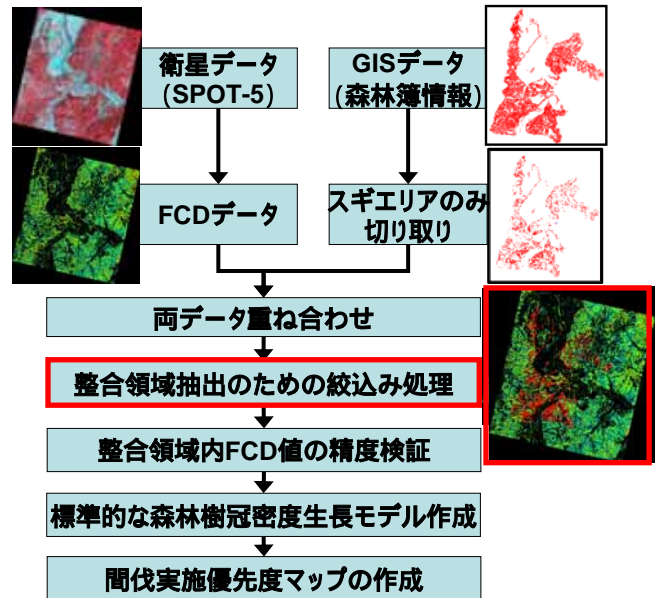 衛星データ
(SPOT-5)
GISデータ
(森林簿情報)
FCDデータ
スギエリアのみ
切り取り
両データ重ね合わせ
整合領域抽出のための絞込み処理
整合領域内FCD値の精度検証
標準的な森林樹冠密度生長モデル作成
間伐実施優先度マップの作成